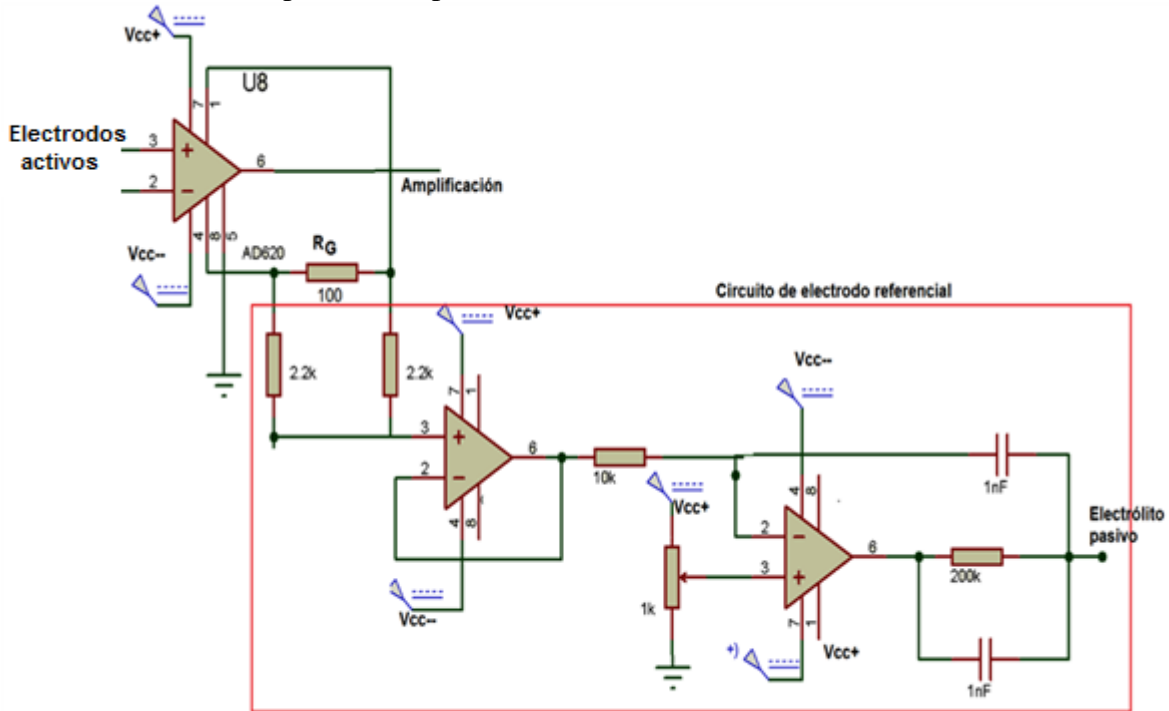 Vcc+
U8
7
1
Electrodos
activos
3
+
2
−
6
Amplificación
4
8
5
Vcc--
AD620
RG
100
Circuito de electrodo referencial
2.2k
2.2k
Vcc+
7
1
3
+
2
−
6
4
8
Vcc--
10k
Vcc+
1k
Vcc--
4
8
2
−
3
+
6
7
1
+)
Vcc+
1nF
Electrólito
pasivo
200k
1nF